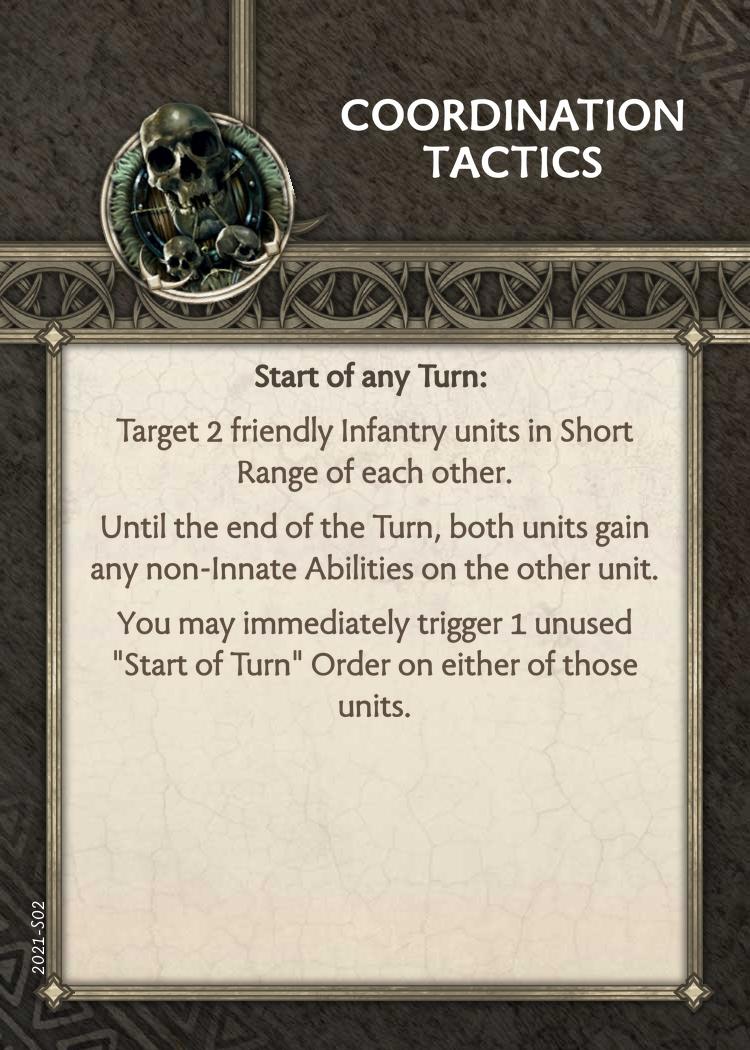 COORDINATION
TACTICS
Start of any Turn:
Target 2 friendly Infantry units in Short
Range of each other.
Until the end of the Turn, both units gain
any non-Innate Abilities on the other unit.
You may immediately trigger 1 unused
"Start of Turn" Order on either of those
units.
2021-S02